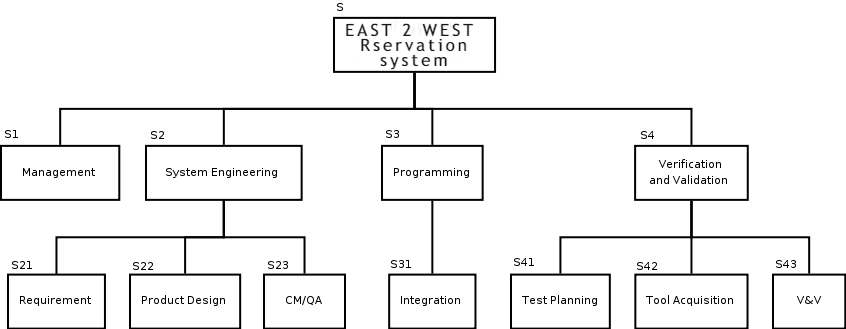 S
EAST 2 WEST
Rservation
system
S1
S2
S3
S4
Management
System Engineering
Programming
Verification
and Validation
S21
S22
S23
S31
S41
S42
S43
Requirement
Product Design
CM/QA
Integration
Test Planning
Tool Acquisition
V&V